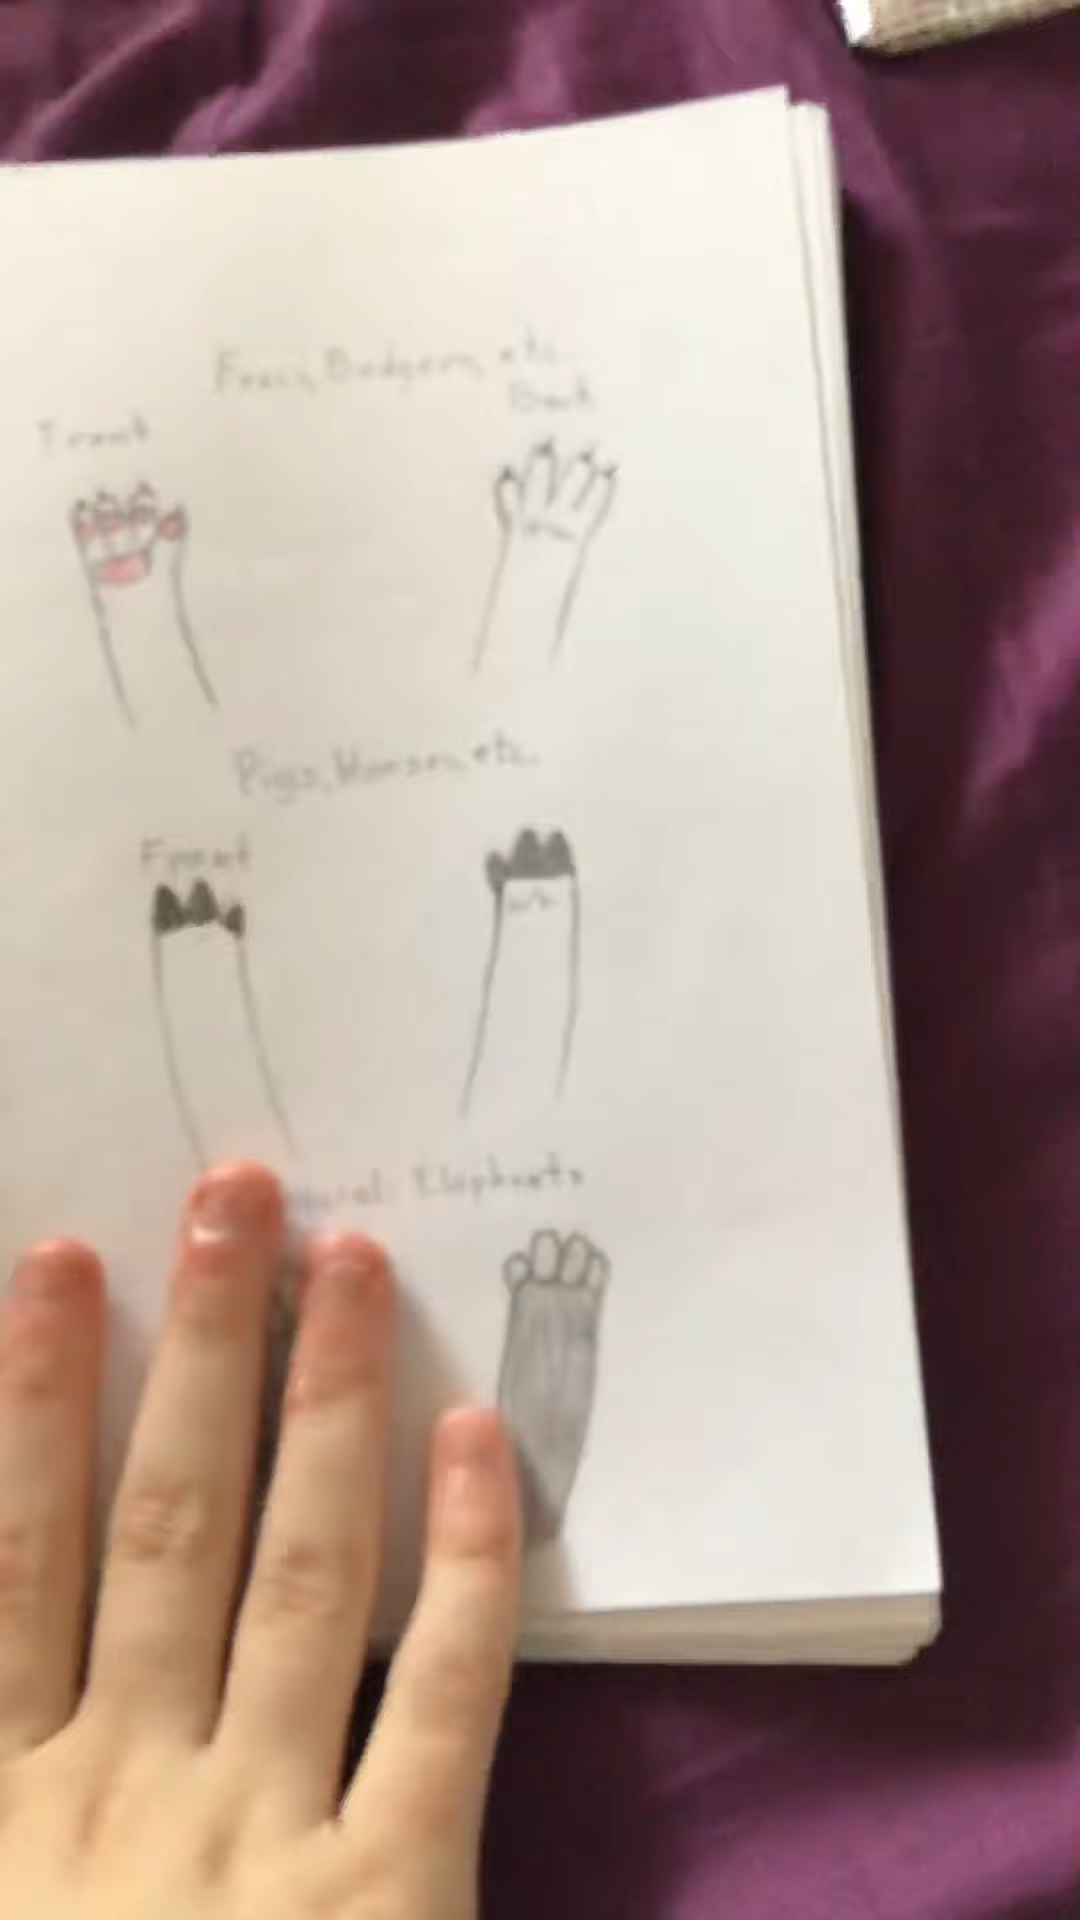 Foxes, Badgers, etc.
Front
Back
Pigs, Horses, etc.
Front
Elephants